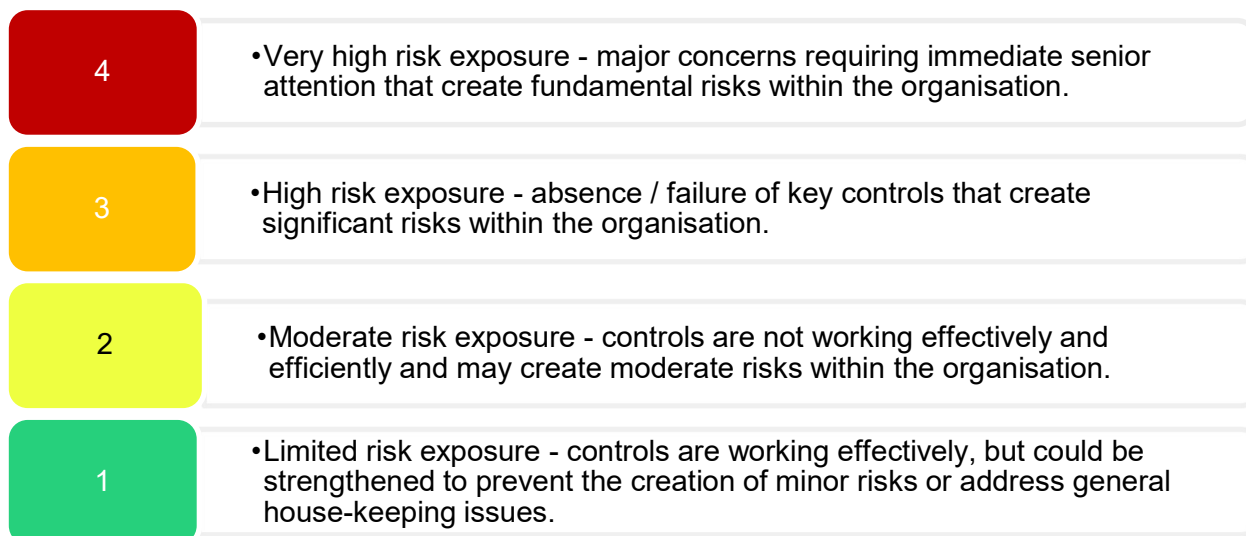 4
•Very high risk exposure - major concerns requiring immediate senior
attention that create fundamental risks within the organisation.
3
•High risk exposure - absence / failure of key controls that create
significant risks within the organisation.
2
•Moderate risk exposure - controls are not working effectively and
efficiently and may create moderate risks within the organisation.
1
•Limited risk exposure - controls are working effectively, but could be
strengthened to prevent the creation of minor risks or address general
house-keeping issues.